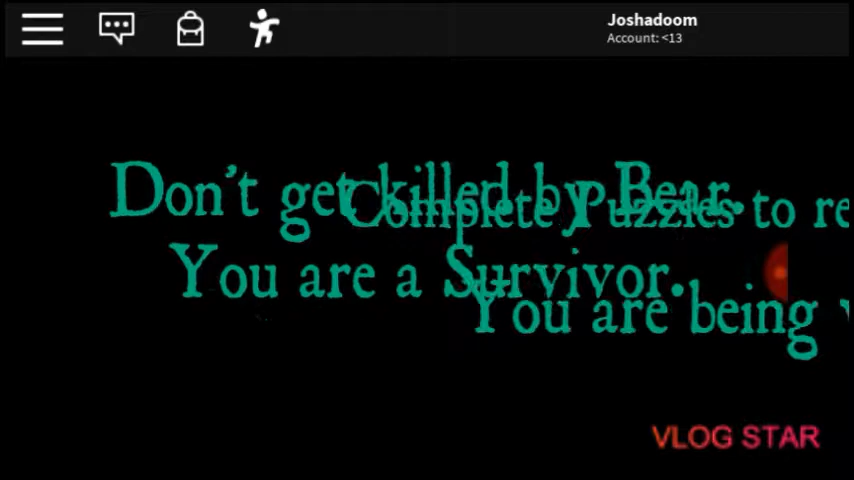 Joshadoom
Account: <13
Don't get killed by Bear.
Complete Puzzles to re
You are a Survivor.
You are being
VLOG STAR